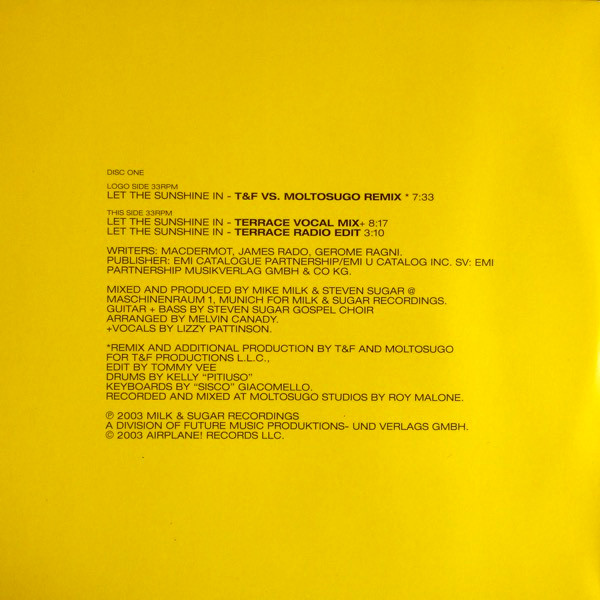 DISC ONE
LOGO SIDE 33RPM
LET THE SUNSHINE IN - T&F VS. MOLTOSUGO REMIX * 7:33
THIS SIDE 33RPM
LET THE SUNSHINE IN - TERRACE VOCAL MIX+ 8:17
LET THE SUNSHINE IN - TERRACE RADIO EDIT 3:10
WRITERS: MACDERMOT, JAMES RADO, GEROME RAGNI.
PUBLISHER: EMI CATALOGUE PARTNERSHIP/EMI U CATALOG INC. SV: EMI
PARTNERSHIP MUSIKVERLAG GMBH & CO KG.
MIXED AND PRODUCED BY MIKE MILK & STEVEN SUGAR @
MASCHINENRAUM 1, MUNICH FOR MILK & SUGAR RECORDINGS.
GUITAR + BASS BY STEVEN SUGAR GOSPEL CHOIR
ARRANGED BY MELVIN CANADY.
+VOCALS BY LIZZY PATTINSON.
*REMIX AND ADDITIONAL PRODUCTION BY T&F AND MOLTOSUGO
FOR T&F PRODUCTIONS L.L.C.,
EDIT BY TOMMY VEE
DRUMS BY KELLY "PITIUSO"
KEYBOARDS BY "SISCO" GIACOMELLO.
RECORDED AND MIXED AT MOLTOSUGO STUDIOS BY ROY MALONE.
℗ 2003 MILK & SUGAR RECORDINGS
A DIVISION OF FUTURE MUSIC PRODUKTIONS- UND VERLAGS GMBH.
© 2003 AIRPLANE! RECORDS LLC.